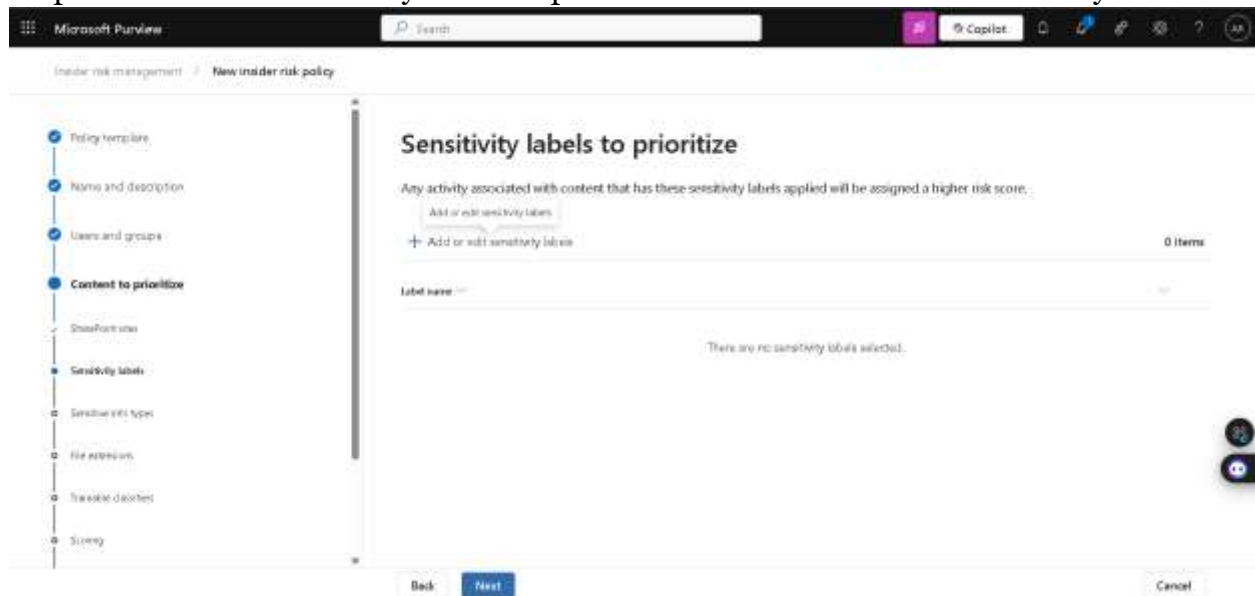 Microsoft Purview
Search
Copilot
?
AR
Insider risk management
New insider risk policy
Policy template
Name and description
Users and groups
Content to prioritize
SharePoint sites
Sensitivity labels
Sensitive info types
File extensions
Trainable classifiers
Scoring
Sensitivity labels to prioritize
Any activity associated with content that has these sensitivity labels applied will be assigned a higher risk score.
Add or edit sensitivity labels
+ Add or edit sensitivity labels
0 items
Label name
There are no sensitivity labels selected.
Back
Next
Cancel